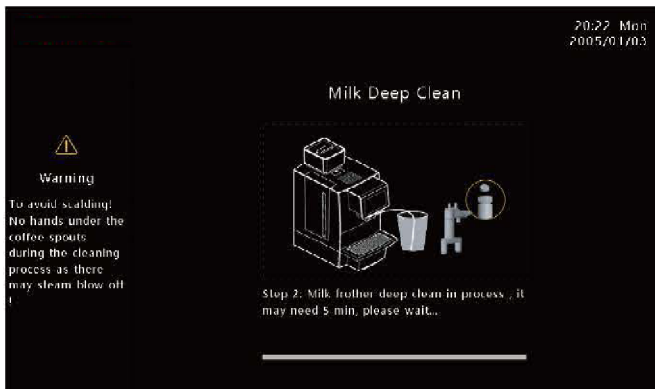 20:22 Mon
2005/01/03
Milk Deep Clean
Warning
To avoid scalding!
No hands under the
coffee spouts
during the cleaning
process as there
may steam blow off
!
Step 2: Milk frother deep clean in process , it
may need 5 min, please wait...